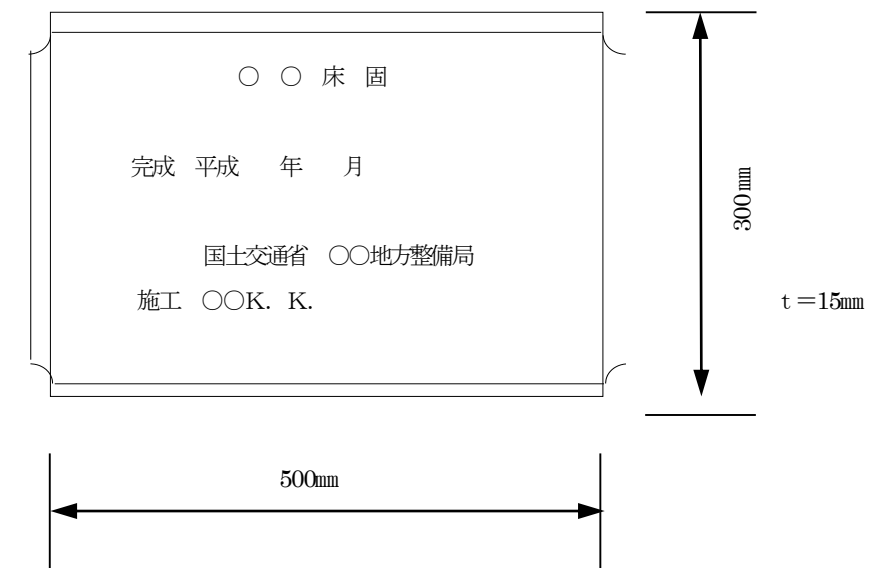 ○ ○ 床 固
完成 平成 年 月
国土交通省 ○○地方整備局
施工 ○○K. K.
300㎜
t=15㎜
500㎜